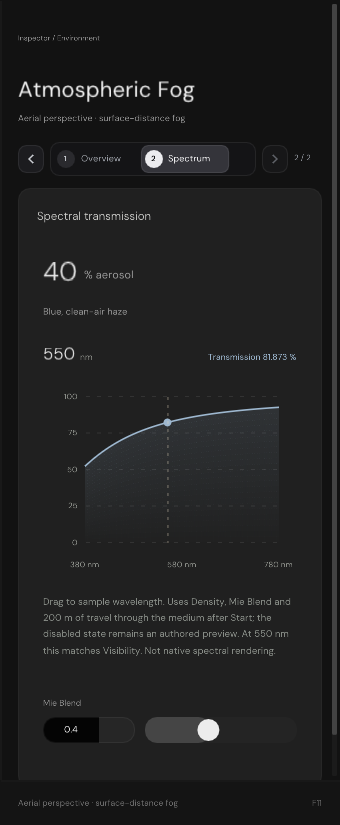 Inspector / Environment
Atmospheric Fog
Aerial perspective · surface-distance fog
1 Overview 2 Spectrum 2 / 2
Spectral transmission
40 % aerosol
Blue, clean-air haze
550 nm Transmission 81.873 %
100
75
50
25
0
380 nm 580 nm 780 nm
Drag to sample wavelength. Uses Density, Mie Blend and
200 m of travel through the medium after Start; the
disabled state remains an authored preview. At 550 nm
this matches Visibility. Not native spectral rendering.
Mie Blend
0.4
Aerial perspective · surface-distance fog F11